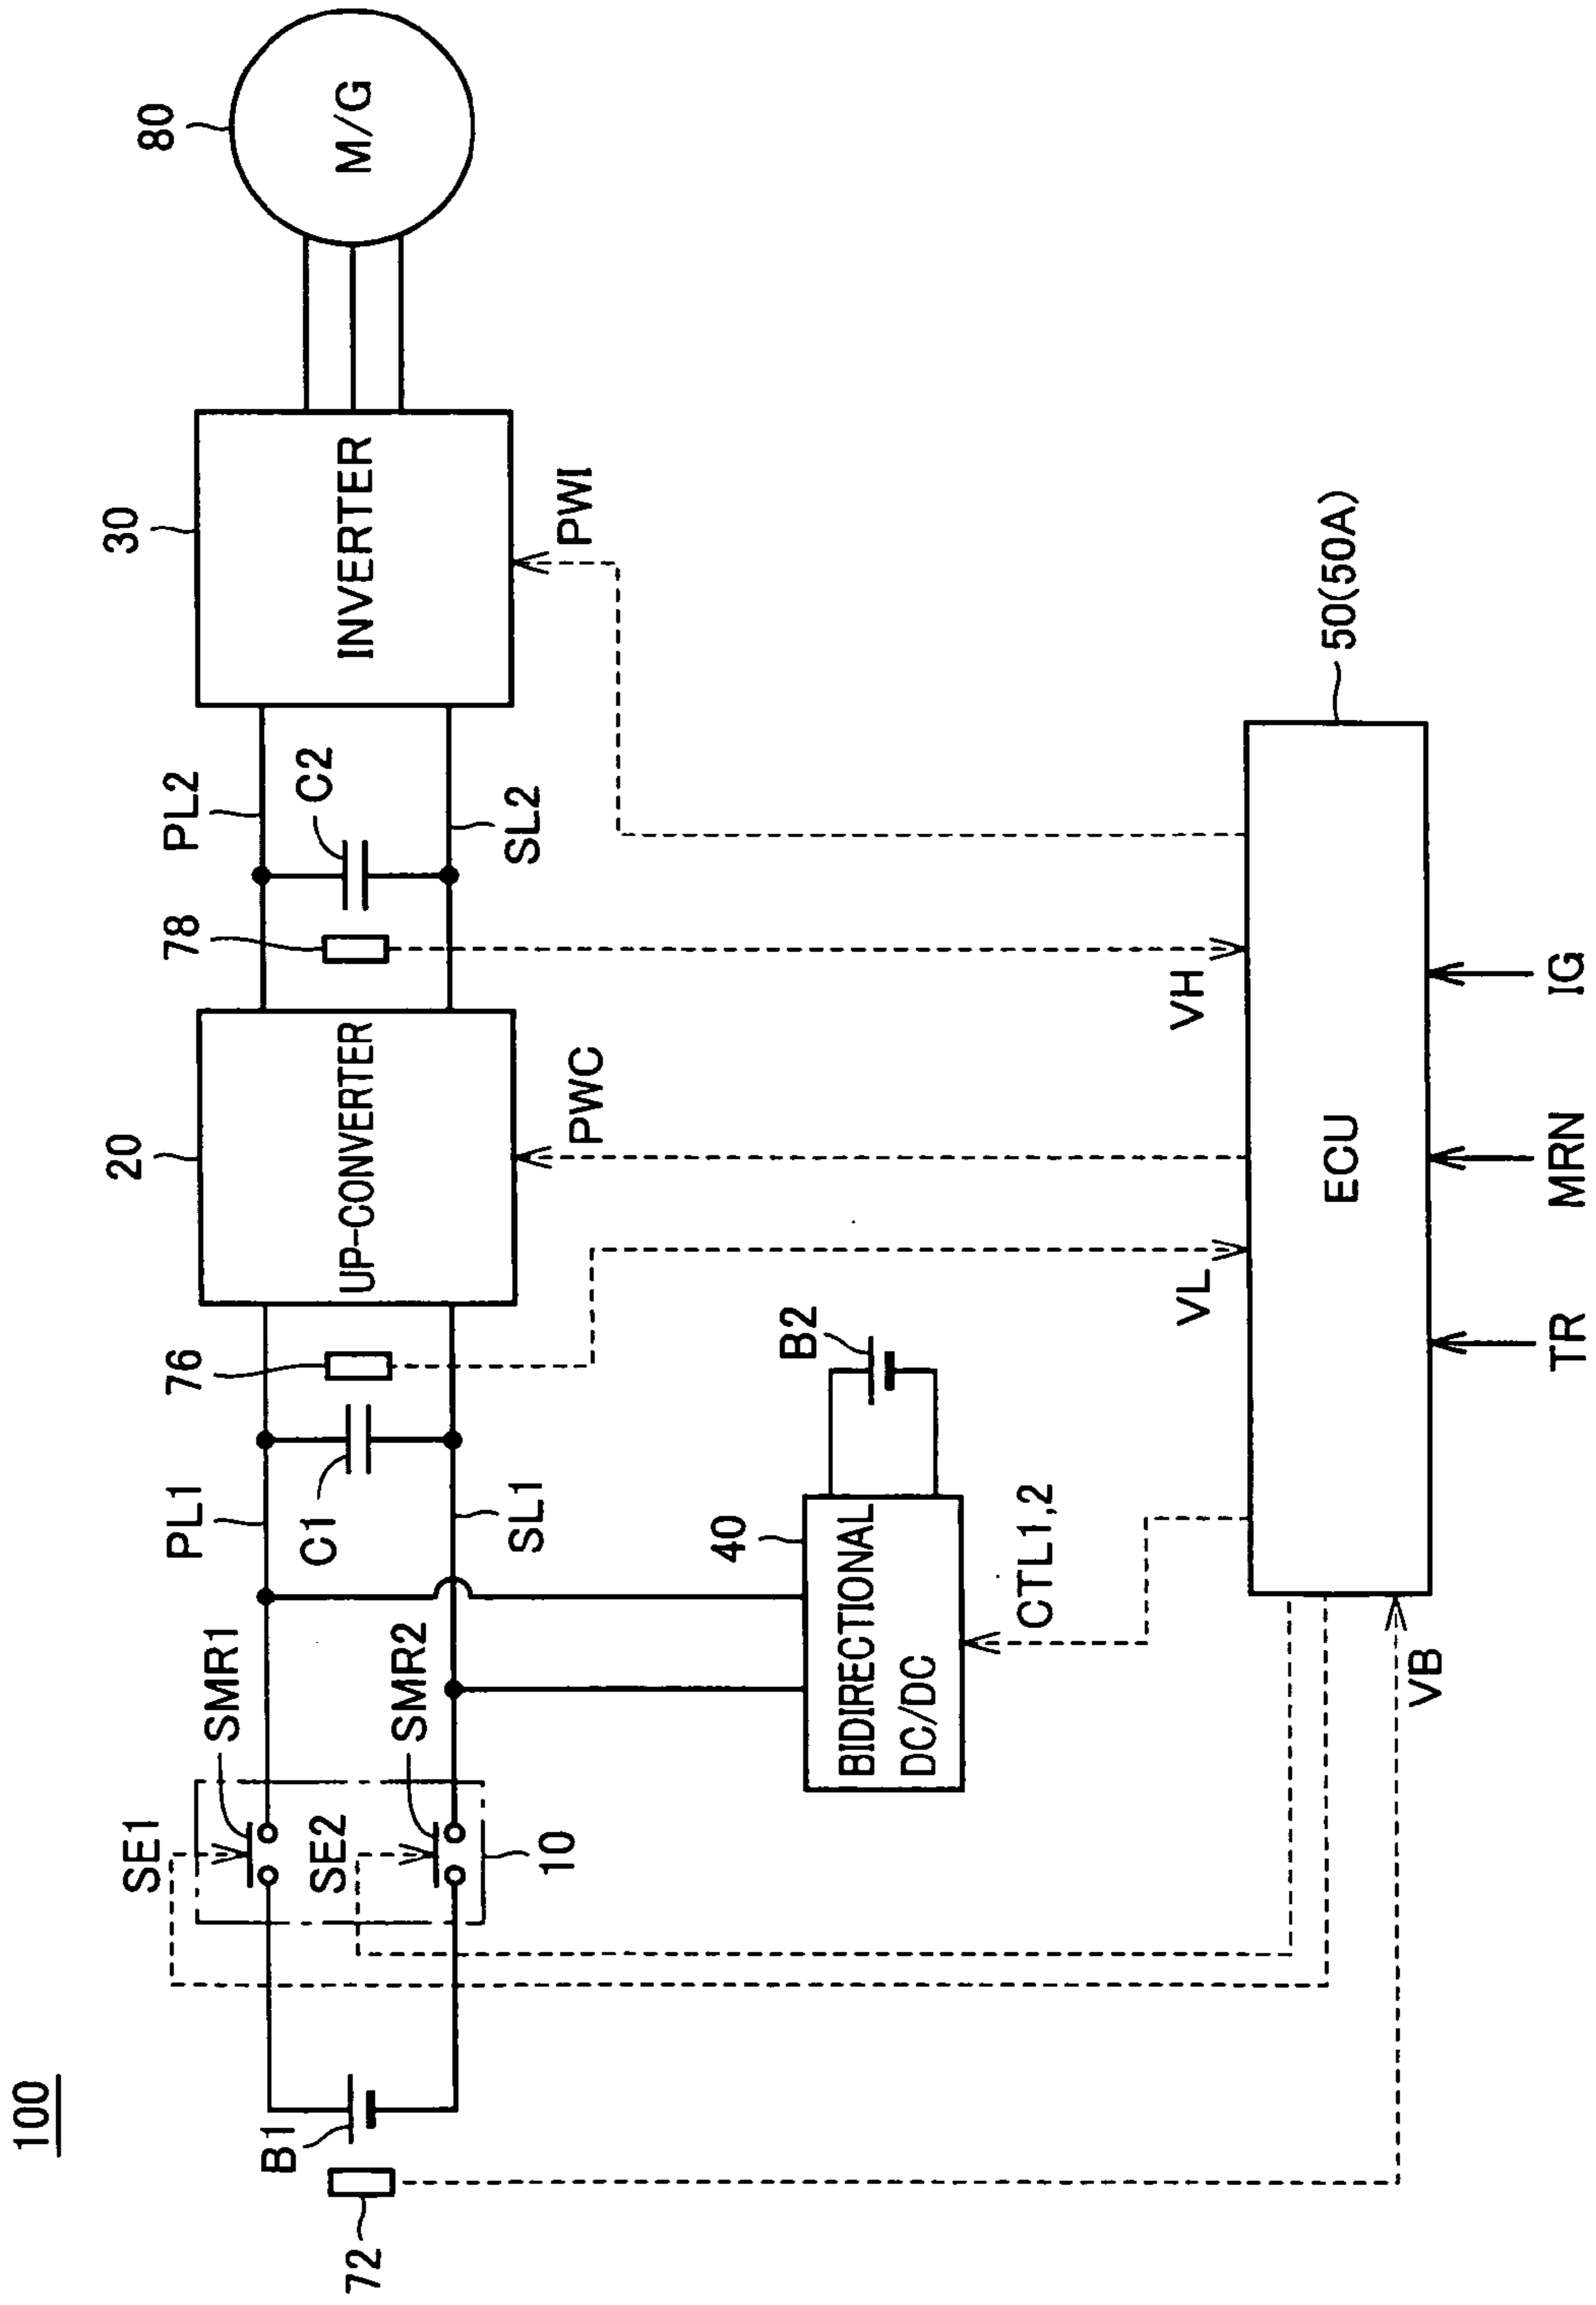 100
SE1
SMR1
PL1
76
20
78
PL2
30
80
B1
SE2
SMR2
C1
UP-CONVERTER
C2
INVERTER
M/G
72
10
SL1
PWC
SL2
PWI
40
B2
BIDIRECTIONAL
DC/DC
CTL1,2
VL
VH
VB
ECU
50(50A)
TR
MRN
IG